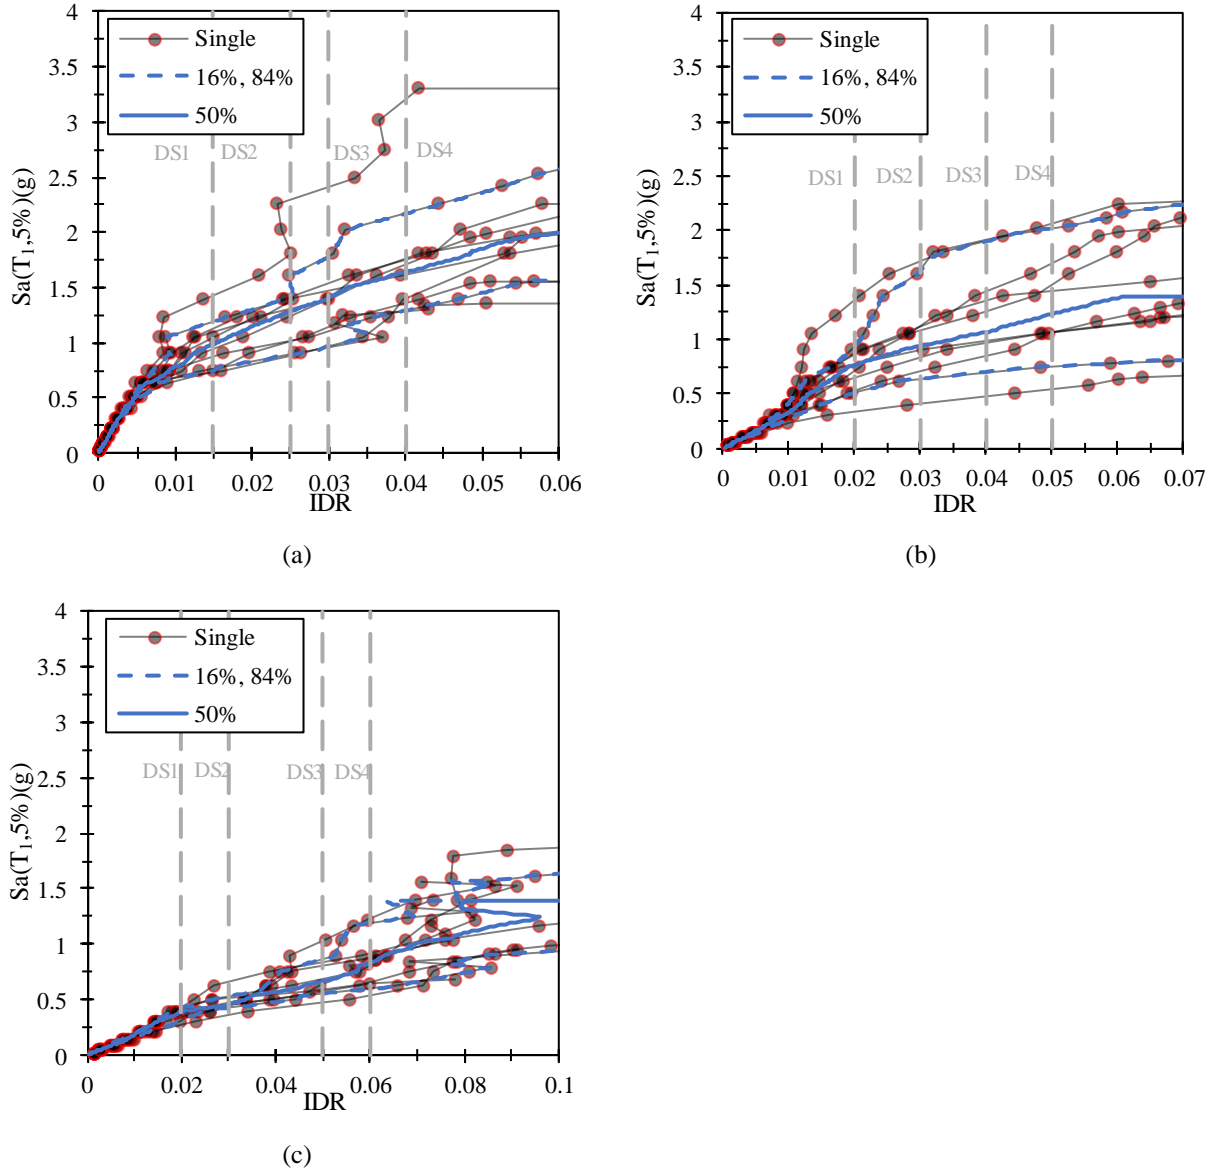 4
3.5
3
2.5
2
1.5
1
0.5
0
Sa(T1,5%)(g)
Single
16%, 84%
50%
DS1
DS2
DS3
DS4
0 0.01 0.02 0.03 0.04 0.05 0.06
IDR
(a)
4
3.5
3
2.5
2
1.5
1
0.5
0
Sa(T1,5%)(g)
Single
16%, 84%
50%
DS1
DS2
DS3
DS4
0 0.01 0.02 0.03 0.04 0.05 0.06 0.07
IDR
(b)
4
3.5
3
2.5
2
1.5
1
0.5
0
Sa(T1,5%)(g)
Single
16%, 84%
50%
DS1
DS2
DS3
DS4
0 0.02 0.04 0.06 0.08 0.1
IDR
(c)